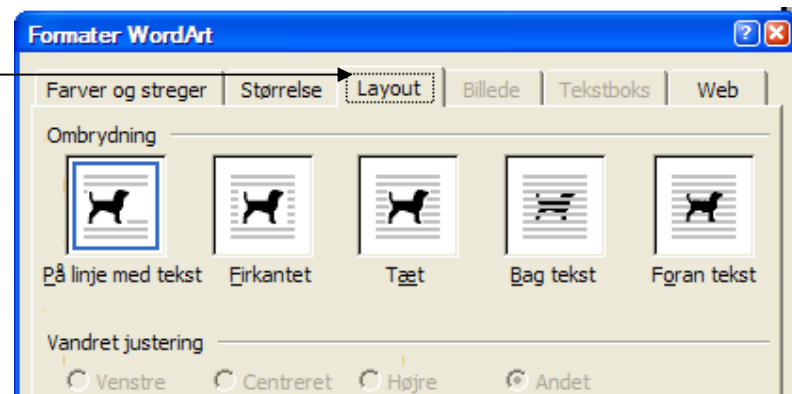 Formater WordArt
Farver og streger Størrelse Layout Billede Tekstboks Web
Ombrydning
På linje med tekst Firkantet Tæt Bag tekst Foran tekst
Vandret justering
Venstre Centreret Højre Andet